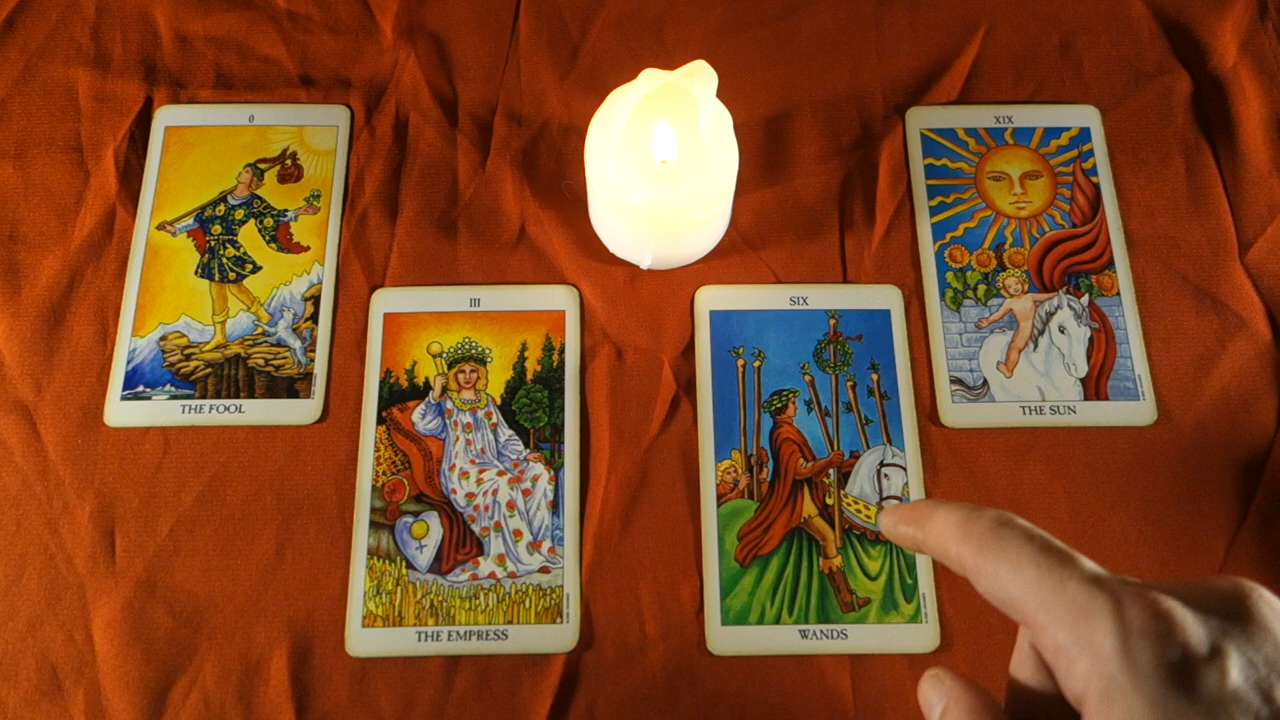 0
THE FOOL
III
THE EMPRESS
SIX
WANDS
XIX
THE SUN